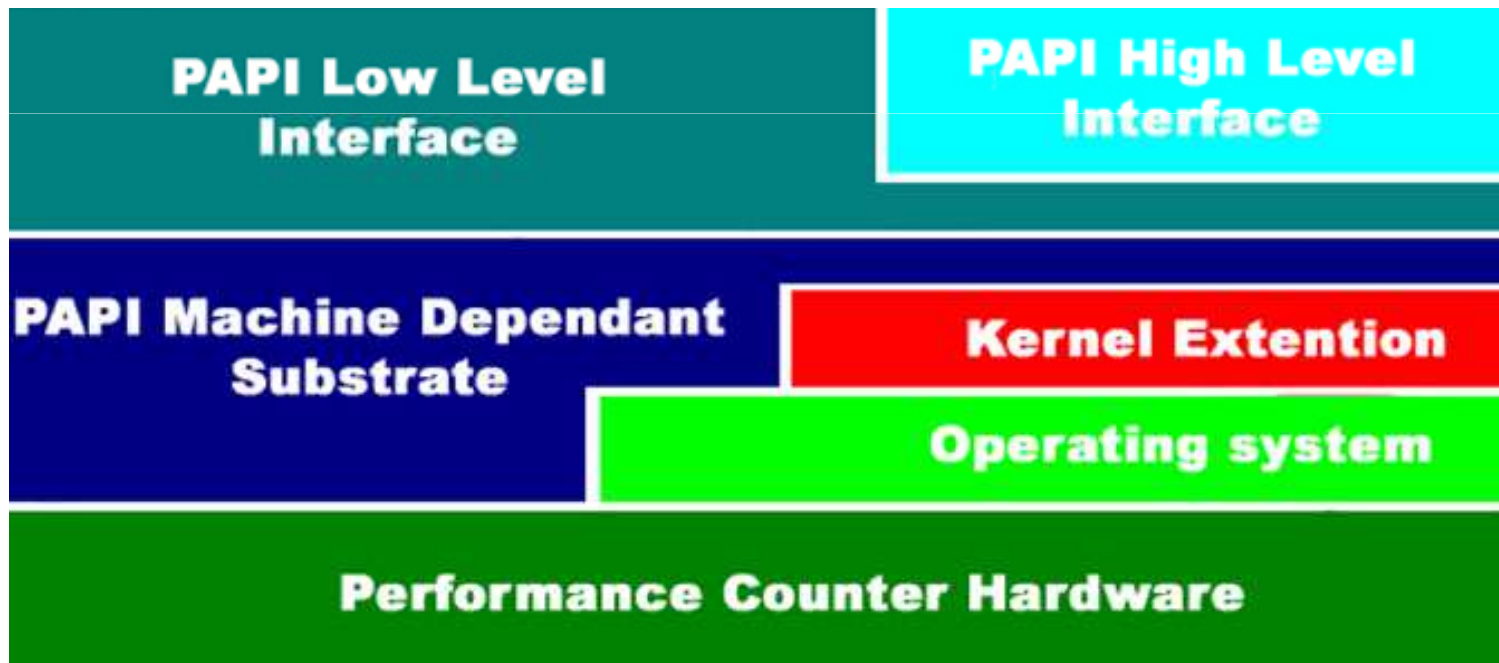 PAPI Low Level
Interface
PAPI High Level
Interface
PAPI Machine Dependant
Substrate
Kernel Extention
Operating system
Performance Counter Hardware